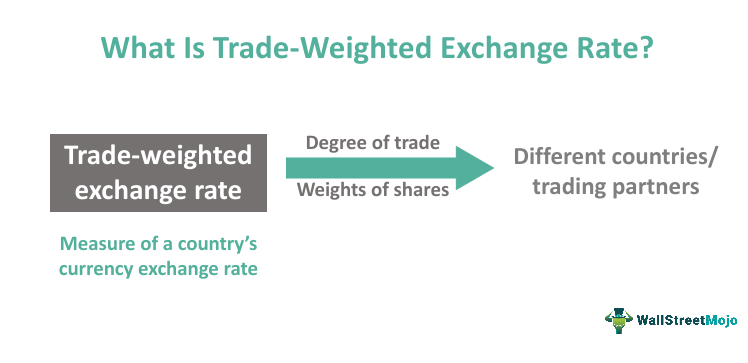 What Is Trade-Weighted Exchange Rate?
Trade-weighted
exchange rate
Measure of a country's
currency exchange rate
Degree of trade
Weights of shares
Different countries/
trading partners
WallStreetMojo